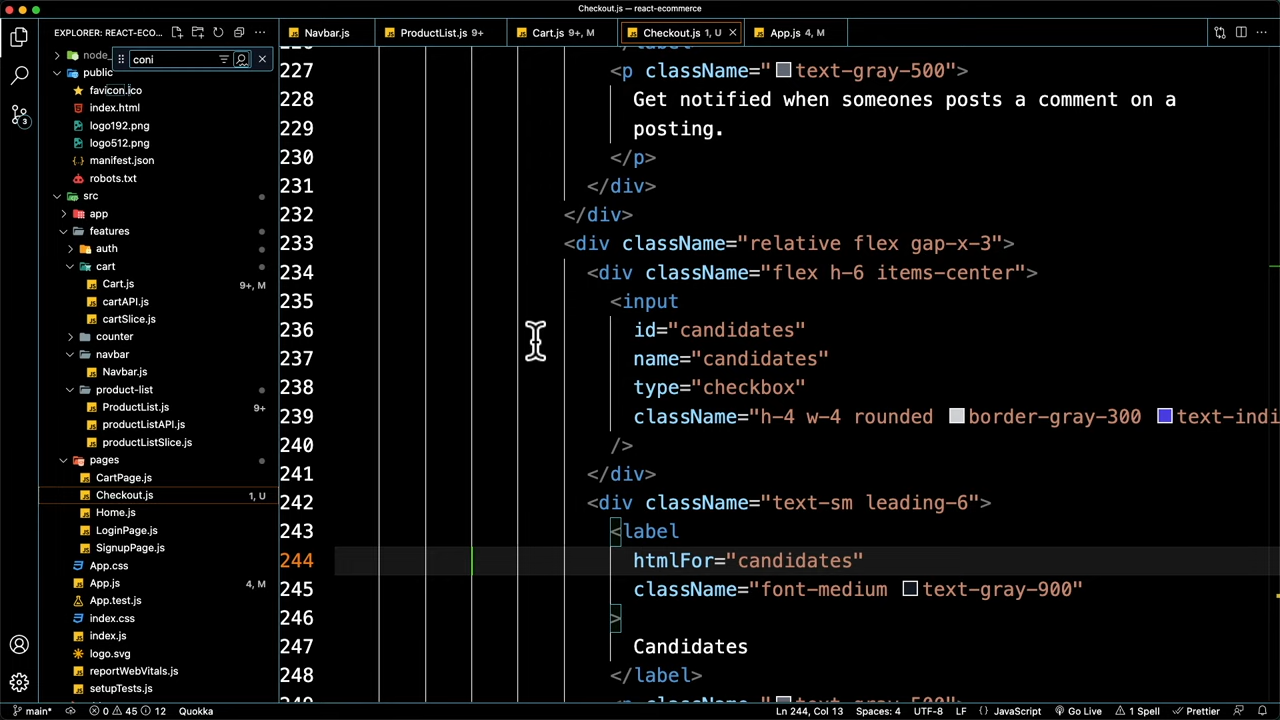 Checkout.js — react-ecommerce
EXPLORER: REACT-ECO...
coni
node_
public
favicon.ico
index.html
logo192.png
logo512.png
manifest.json
robots.txt
src
app
features
auth
cart
Cart.js 9+, M
cartAPI.js
cartSlice.js
counter
navbar
Navbar.js
product-list
ProductList.js 9+
productListAPI.js
productListSlice.js
pages
CartPage.js
Checkout.js 1, U
Home.js
LoginPage.js
SignupPage.js
App.css
App.js 4, M
App.test.js
index.css
index.js
logo.svg
reportWebVitals.js
setupTests.js
3
Navbar.js ProductList.js 9+ Cart.js 9+, M Checkout.js 1, U App.js 4, M
227 <p className="text-gray-500">
228 Get notified when someones posts a comment on a
229 posting.
230 </p>
231 </div>
232 </div>
233 <div className="relative flex gap-x-3">
234 <div className="flex h-6 items-center">
235 <input
236 id="candidates"
237 name="candidates"
238 type="checkbox"
239 className="h-4 w-4 rounded border-gray-300 text-indi
240 />
241 </div>
242 <div className="text-sm leading-6">
243 <label
244 htmlFor="candidates"
245 className="font-medium text-gray-900"
246 >
247 Candidates
248 </label>
main* 0 45 12 Quokka Ln 244, Col 13 Spaces: 4 UTF-8 LF {} JavaScript Go Live 1 Spell Prettier